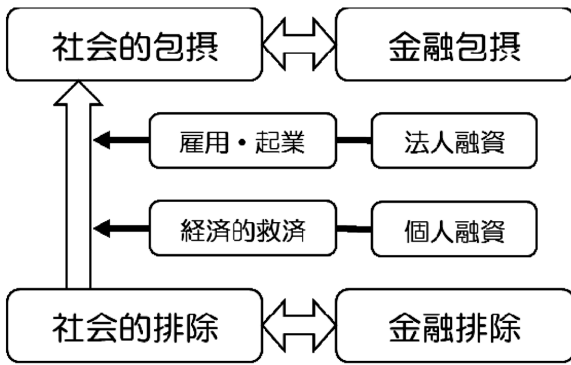 社会的包摂
金融包摂
雇用・起業
法人融資
経済的救済
個人融資
社会的排除
金融排除